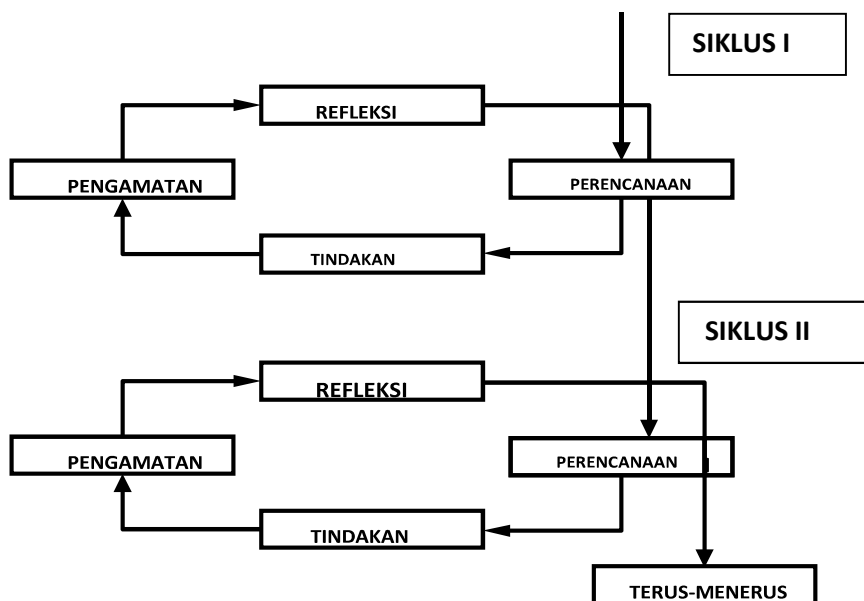 SIKLUS I
REFLEKSI
PENGAMATAN
PERENCANAAN
TINDAKAN
SIKLUS II
REFLEKSI
PENGAMATAN
PERENCANAAN
TINDAKAN
TERUS-MENERUS